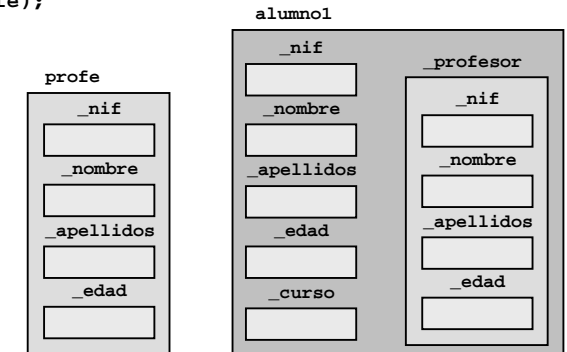 alumno1
profe
_nif
_nombre
_apellidos
_edad
_nif
_nombre
_apellidos
_edad
_curso
_profesor
_nif
_nombre
_apellidos
_edad